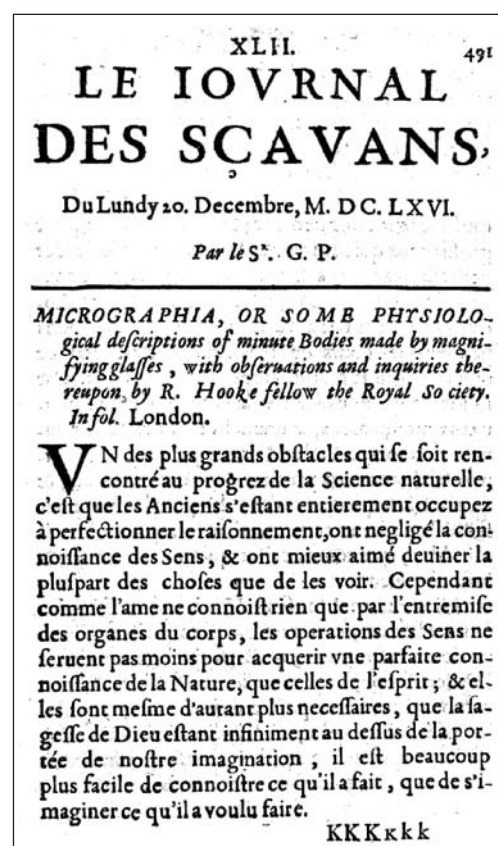 XLII.
491
LE IOVRNAL
DES SÇAVANS,
Du Lundy 20. Decembre, M. DC. LXVI.
Par le Sr. G. P.
MICROGRAPHIA, OR SOME PHYSIOLO-
gical deſcriptions of minute Bodies made by magni-
fying glaſſes, with obſeruations and inquiries the-
reupon, by R. Hooke fellow the Royal So ciety.
In fol. London.
VN des plus grands obſtacles qui ſe ſoit ren-
contré au progrez de la Science naturelle,
c'eſt que les Anciens s'eſtant entierement occupez
à perfectionner le raiſonnement, ont negligé la con-
noiſſance des Sens, & ont mieux aimé deuiner la
pluſpart des choſes que de les voir. Cependant
comme l'ame ne connoiſt rien que par l'entremiſe
des organes du corps, les operations des Sens ne
ſeruent pas moins pour acquerir vne parfaite con-
noiſſance de la Nature, que celles de l'eſprit; & el-
les ſont meſme d'autant plus neceſſaires, que la ſa-
geſſe de Dieu eſtant infiniment au deſſus de la por-
tée de noſtre imagination; il eſt beaucoup
plus facile de connoiſtre ce qu'il a fait, que de s'i-
maginer ce qu'il a voulu faire.
KKKkkk